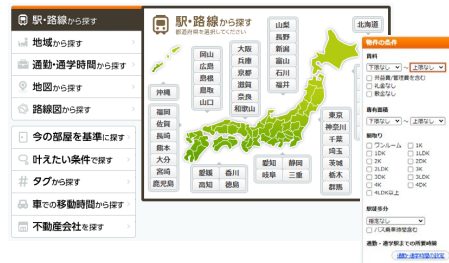 駅・路線から探す
地域から探す
通勤・通学時間から探す
地図から探す
路線図から探す
今の部屋を基準に探す
叶えたい条件で探す
タグから探す
車での移動時間から探す
不動産会社を探す
駅・路線から探す
都道府県を選択してください
北海道
山梨
長野
新潟
富山
石川
福井
大阪
兵庫
京都
滋賀
奈良
和歌山
岡山
広島
島根
鳥取
山口
沖縄
福岡
佐賀
長崎
熊本
大分
宮崎
鹿児島
愛媛 香川
高知 徳島
愛知 静岡
岐阜 三重
東京
神奈川
千葉
埼玉
茨城
栃木
群馬
物件の条件
賃料
下限なし ～ 上限なし
共益費/管理費を含む
礼金なし
敷金なし
専有面積
下限なし ～ 上限なし
間取り
ワンルーム 1K
1DK 1LDK
2K 2DK
2LDK 3K
3DK 3LDK
4K 4DK
4LDK以上
駅徒歩分
指定なし
バス乗車時間含む
通勤・通学駅までの所要時間
通勤・通学時間の設定